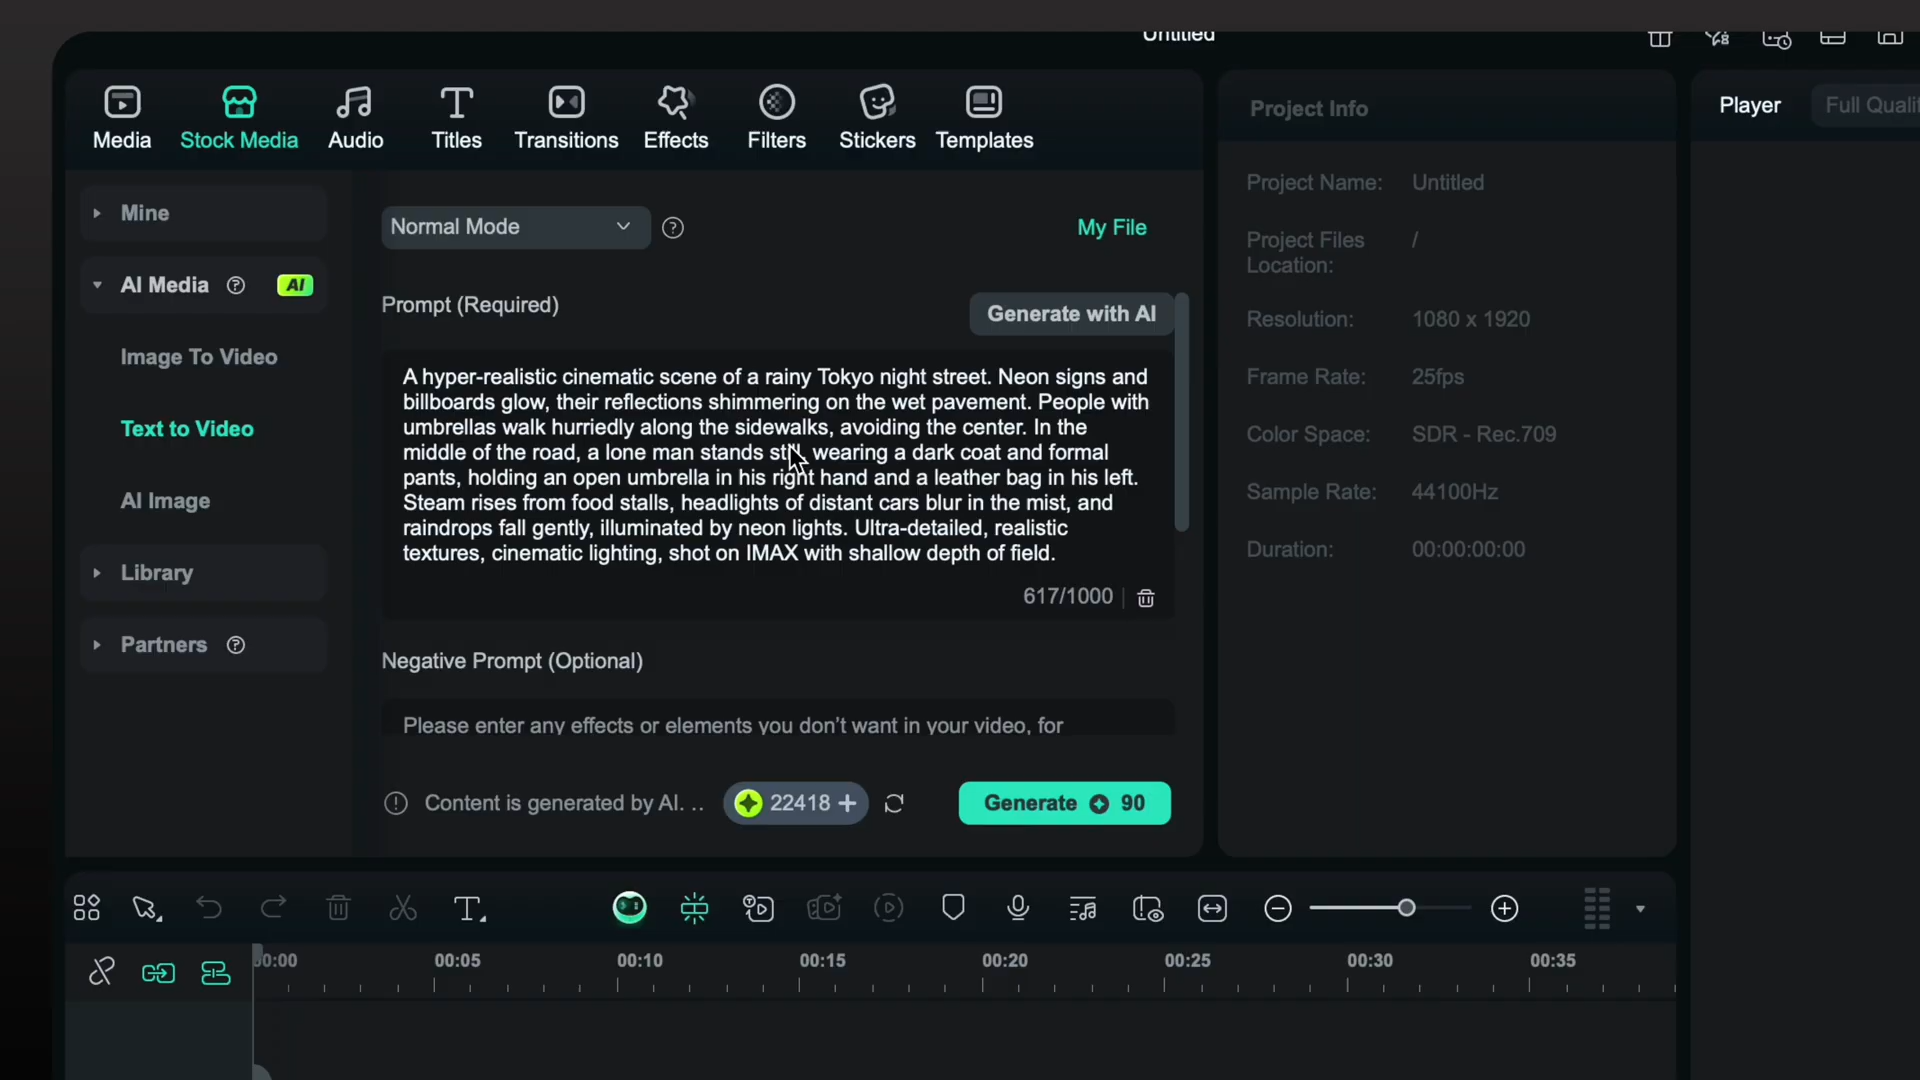 Untitled
Media
Stock Media
Audio
Titles
Transitions
Effects
Filters
Stickers
Templates
Project Info
Player
Full Quali
Mine
AI Media
AI
Image To Video
Text to Video
AI Image
Library
Partners
Normal Mode
My File
Prompt (Required)
Generate with AI
A hyper-realistic cinematic scene of a rainy Tokyo night street. Neon signs and
billboards glow, their reflections shimmering on the wet pavement. People with
umbrellas walk hurriedly along the sidewalks, avoiding the center. In the
middle of the road, a lone man stands still, wearing a dark coat and formal
pants, holding an open umbrella in his right hand and a leather bag in his left.
Steam rises from food stalls, headlights of distant cars blur in the mist, and
raindrops fall gently, illuminated by neon lights. Ultra-detailed, realistic
textures, cinematic lighting, shot on IMAX with shallow depth of field.
617/1000
Negative Prompt (Optional)
Please enter any effects or elements you don't want in your video, for
Content is generated by AI. ..
22418
Generate 90
Project Name: Untitled
Project Files /
Location:
Resolution: 1080 x 1920
Frame Rate: 25fps
Color Space: SDR - Rec.709
Sample Rate: 44100Hz
Duration: 00:00:00:00
00:00
00:05
00:10
00:15
00:20
00:25
00:30
00:35